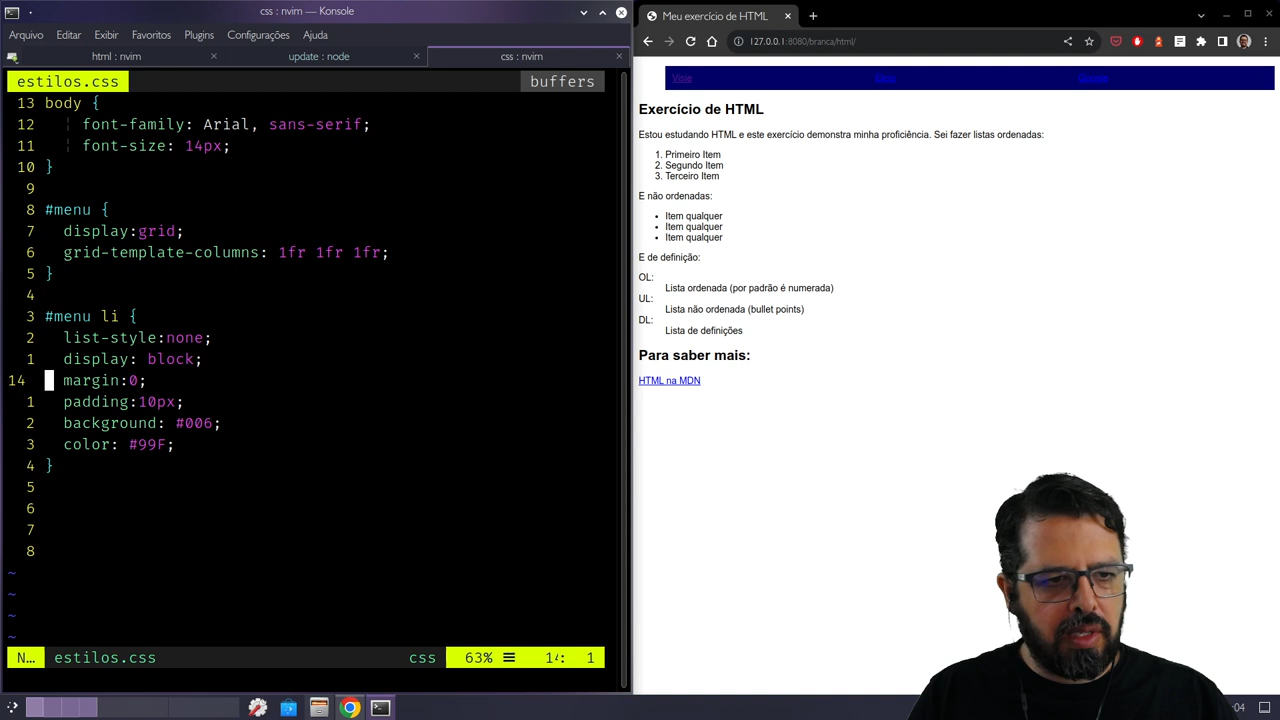 css : nvim — Konsole
Arquivo Editar Exibir Favoritos Plugins Configurações Ajuda
html : nvim
update : node
css : nvim
estilos.css
buffers
13 body {
12 font-family: Arial, sans-serif;
11 font-size: 14px;
10 }
9
8 #menu {
7 display:grid;
6 grid-template-columns: 1fr 1fr 1fr;
5 }
4
3 #menu li {
2 list-style:none;
1 display: block;
14 margin:0;
1 padding:10px;
2 background: #006;
3 color: #99F;
4 }
5
6
7
8
~
~
~
~
N… estilos.css css 63% 14: 1
Meu exercício de HTML
127.0.0.1:8080/branca/html/
Exercício de HTML
Estou estudando HTML e este exercício demonstra minha proficiência. Sei fazer listas ordenadas:
1. Primeiro Item
2. Segundo Item
3. Terceiro Item
E não ordenadas:
• Item qualquer
• Item qualquer
• Item qualquer
E de definição:
OL:
Lista ordenada (por padrão é numerada)
UL:
Lista não ordenada (bullet points)
DL:
Lista de definições
Para saber mais:
HTML na MDN
:04